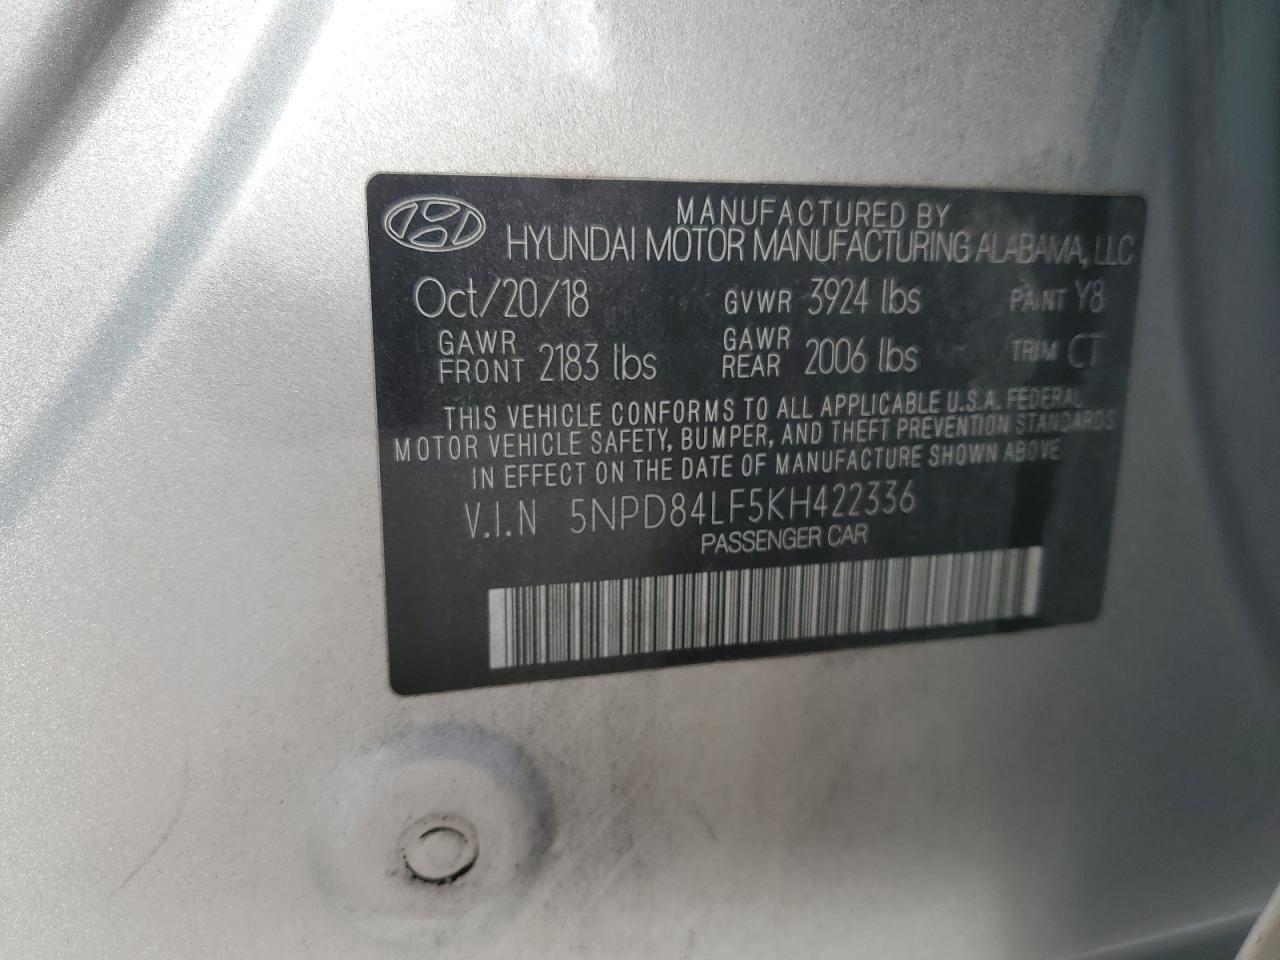 MANUFACTURED BY
HYUNDAI MOTOR MANUFACTURING ALABAMA, LLC
Oct/20/18 GVWR 3924 lbs PAINT Y8
GAWR FRONT 2183 lbs GAWR REAR 2006 lbs TRIM CT
THIS VEHICLE CONFORMS TO ALL APPLICABLE U.S.A. FEDERAL
MOTOR VEHICLE SAFETY, BUMPER, AND THEFT PREVENTION STANDARDS
IN EFFECT ON THE DATE OF MANUFACTURE SHOWN ABOVE
V.I.N 5NPD84LF5KH422336
PASSENGER CAR